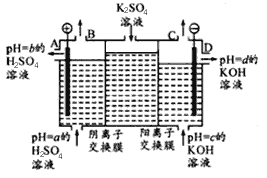 K₂SO₄
溶液
⊕
⊖
A
B
C
D
pH=b的
H₂SO₄
溶液
pH=d的
KOH
溶液
pH=a的
H₂SO₄
溶液
阴离子
交换膜
阳离子
交换膜
pH=c的
KOH
溶液